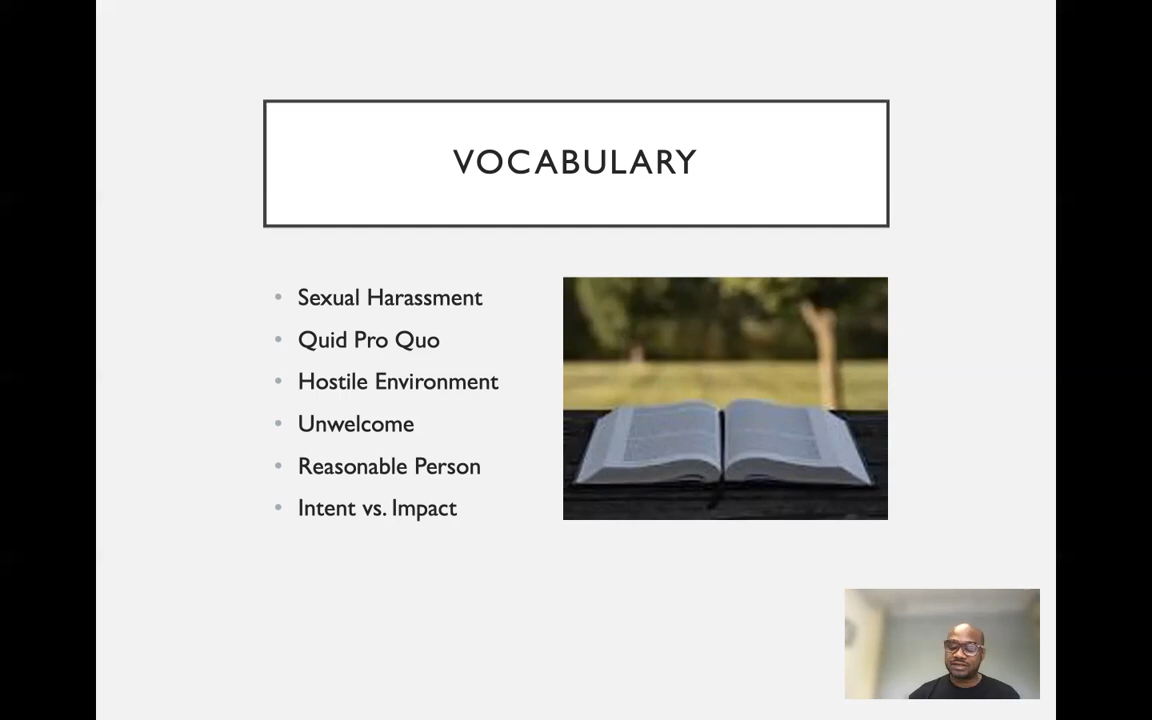 VOCABULARY
Sexual Harassment
Quid Pro Quo
Hostile Environment
Unwelcome
Reasonable Person
Intent vs. Impact